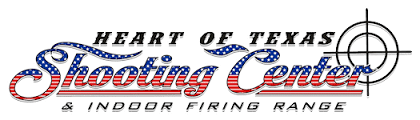 HEART OF TEXAS
Shooting Center
& INDOOR FIRING RANGE